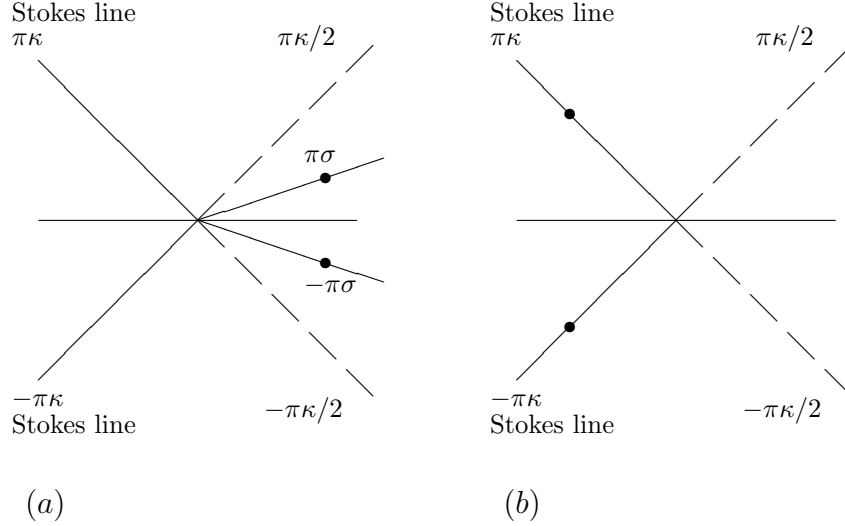 Stokes line
πκ
πκ/2
πσ
−πσ
−πκ
Stokes line
−πκ/2
(a)
Stokes line
πκ
πκ/2
−πκ
Stokes line
−πκ/2
(b)